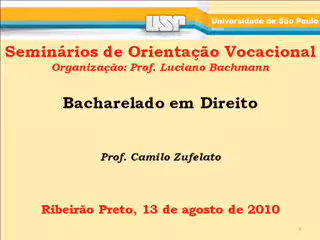 USP
Universidade de São Paulo
Seminários de Orientação Vocacional
Organização: Prof. Luciano Bachmann
Bacharelado em Direito
Prof. Camilo Zufelato
Ribeirão Preto, 13 de agosto de 2010